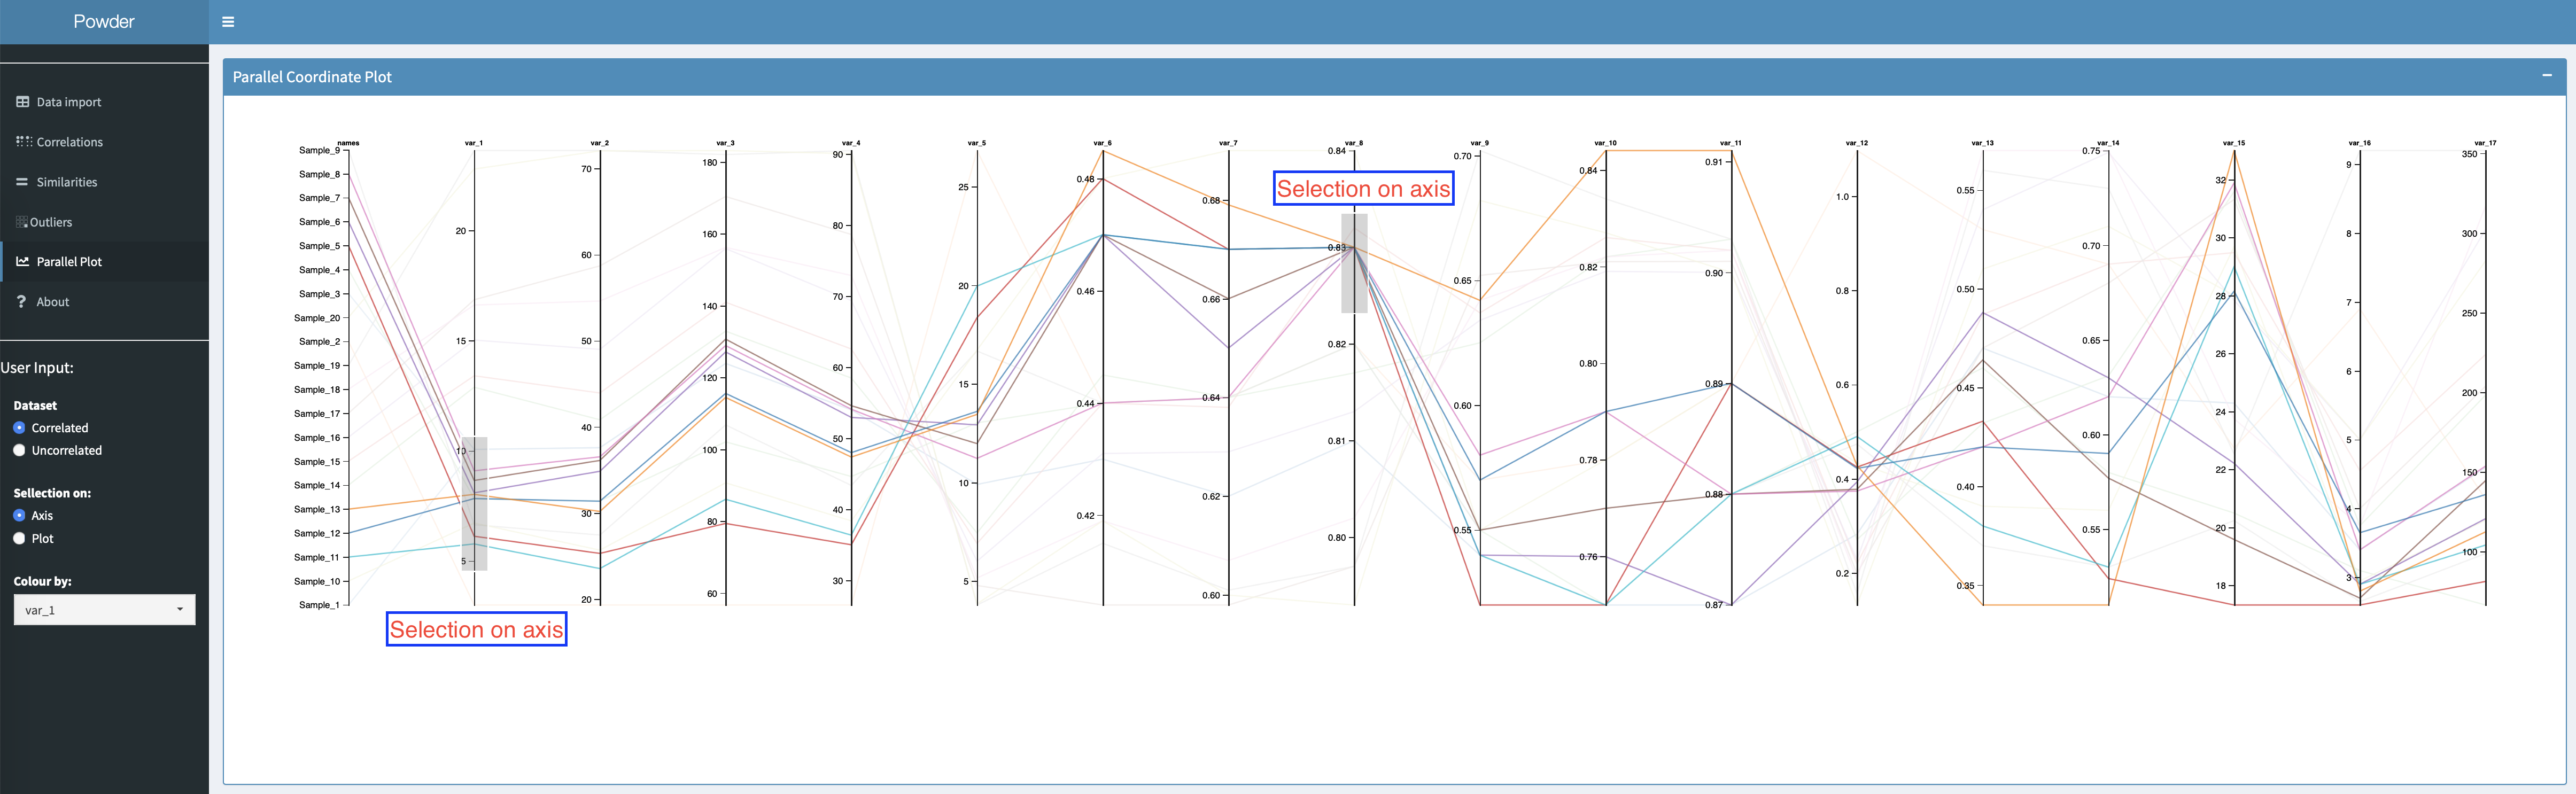 Powder
Data import
Correlations
Similarities
Outliers
Parallel Plot
? About
User Input:
Dataset
Correlated
Uncorrelated
Sellection on:
Axis
Plot
Colour by:
var_1
Parallel Coordinate Plot
names var_1 var_2 var_3 var_4 var_5 var_6 var_7 var_8 var_9 var_10 var_11 var_12 var_13 var_14 var_15 var_16 var_17
Sample_9
Sample_8
Sample_7
Sample_6
Sample_5
Sample_4
Sample_3
Sample_20
Sample_2
Sample_19
Sample_18
Sample_17
Sample_16
Sample_15
Sample_14
Sample_13
Sample_12
Sample_11
Sample_10
Sample_1
20
15
10
5
70
60
50
40
30
20
180
160
140
120
100
80
60
90
80
70
60
50
40
30
25
20
15
10
5
0.48
0.46
0.44
0.42
0.68
0.66
0.64
0.62
0.60
0.84
0.83
0.82
0.81
0.80
0.70
0.65
0.60
0.55
0.84
0.82
0.80
0.78
0.76
0.91
0.90
0.89
0.88
0.87
1.0
0.8
0.6
0.4
0.2
0.55
0.50
0.45
0.40
0.35
0.75
0.70
0.65
0.60
0.55
32
30
28
26
24
22
20
18
9
8
7
6
5
4
3
350
300
250
200
150
100
Selection on axis
Selection on axis